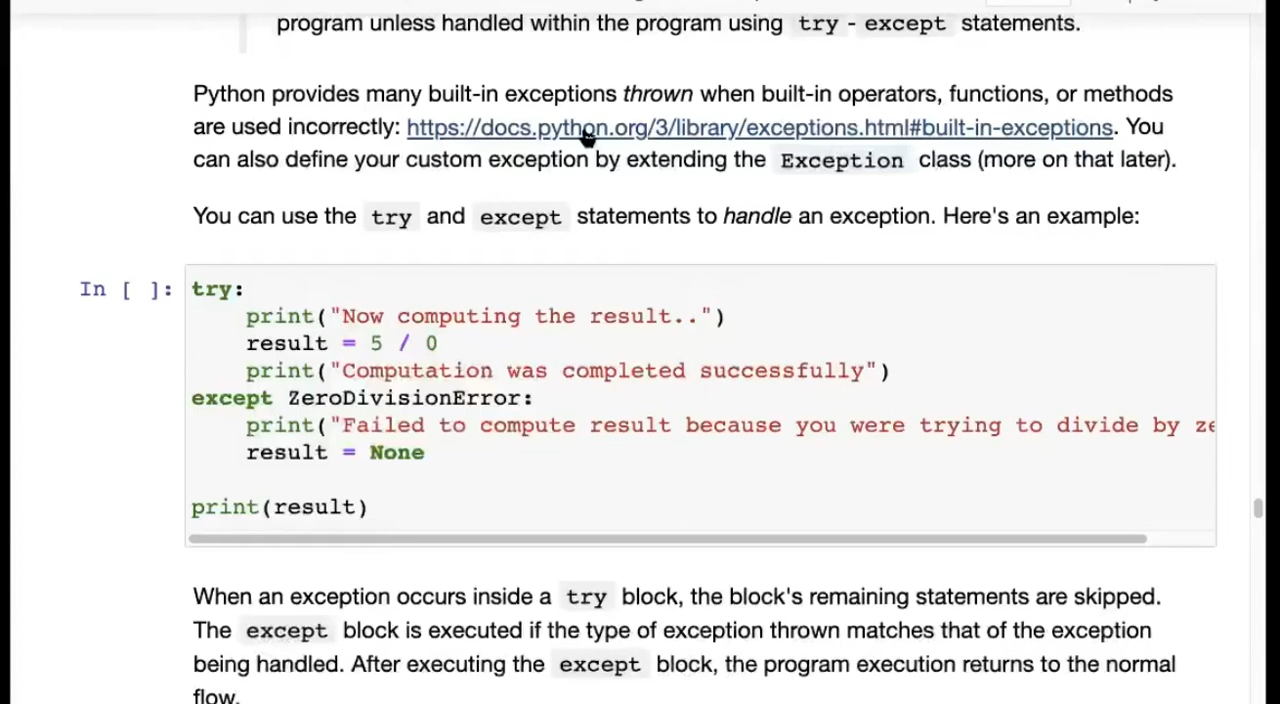 program unless handled within the program using try - except statements.
Python provides many built-in exceptions thrown when built-in operators, functions, or methods
are used incorrectly: https://docs.python.org/3/library/exceptions.html#built-in-exceptions. You
can also define your custom exception by extending the Exception class (more on that later).
You can use the try and except statements to handle an exception. Here's an example:
In [ ]: try:
    print("Now computing the result..")
    result = 5 / 0
    print("Computation was completed successfully")
except ZeroDivisionError:
    print("Failed to compute result because you were trying to divide by
    result = None
print(result)
When an exception occurs inside a try block, the block's remaining statements are skipped.
The except block is executed if the type of exception thrown matches that of the exception
being handled. After executing the except block, the program execution returns to the normal
flow.